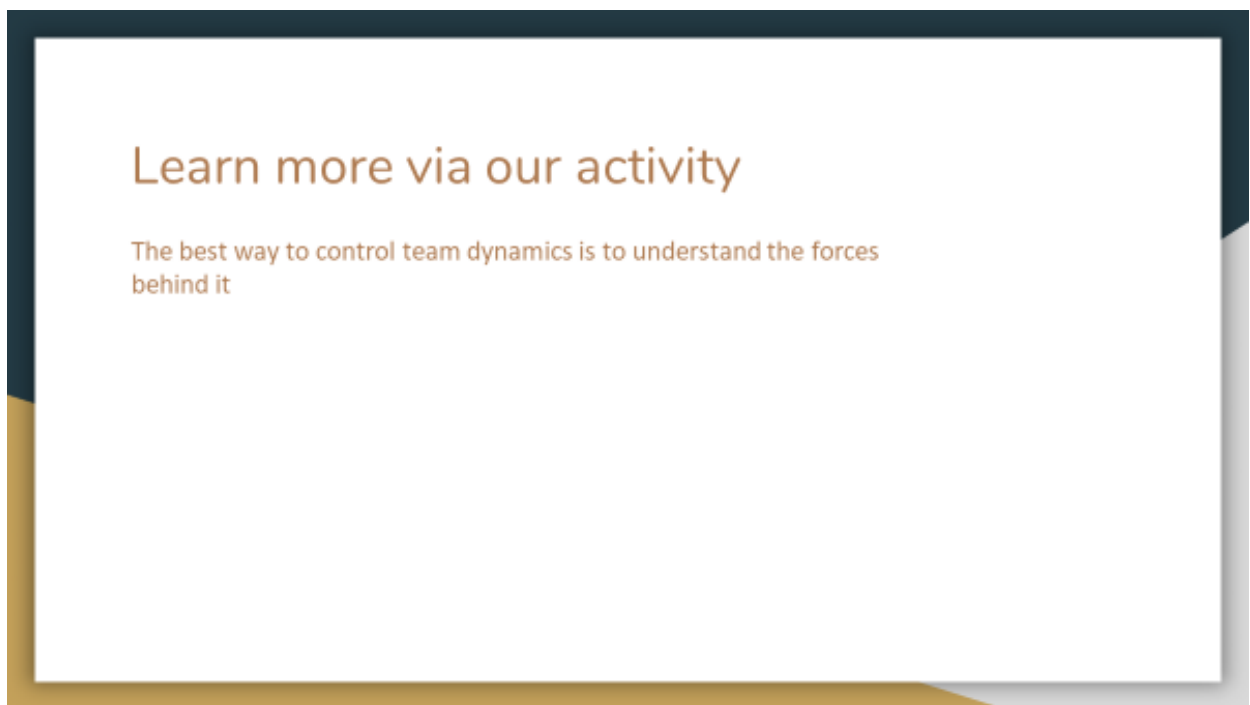 Learn more via our activity
The best way to control team dynamics is to understand the forces
behind it